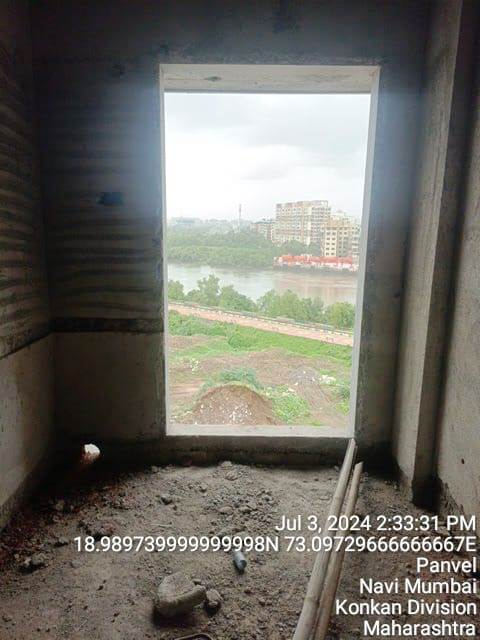 Jul 3, 2024 2:33:31 PM
18.989739999999998N 73.09729666666667E
Panvel
Navi Mumbai
Konkan Division
Maharashtra